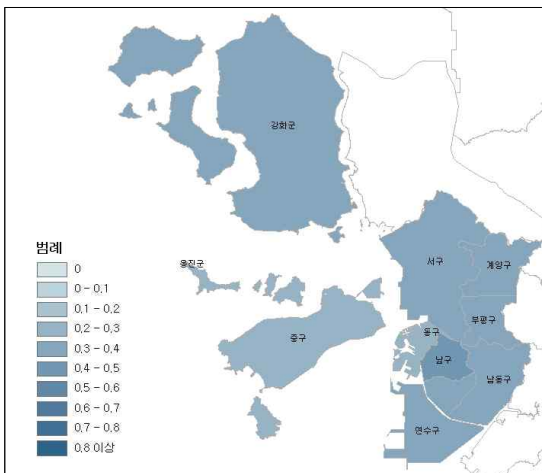 강화군
범례
0
0 - 0.1
0.1 - 0.2
0.2 - 0.3
0.3 - 0.4
0.4 - 0.5
0.5 - 0.6
0.6 - 0.7
0.7 - 0.8
0.8 이상
옹진군
중구
서구
계양구
부평구
동구
남구
남동구
연수구